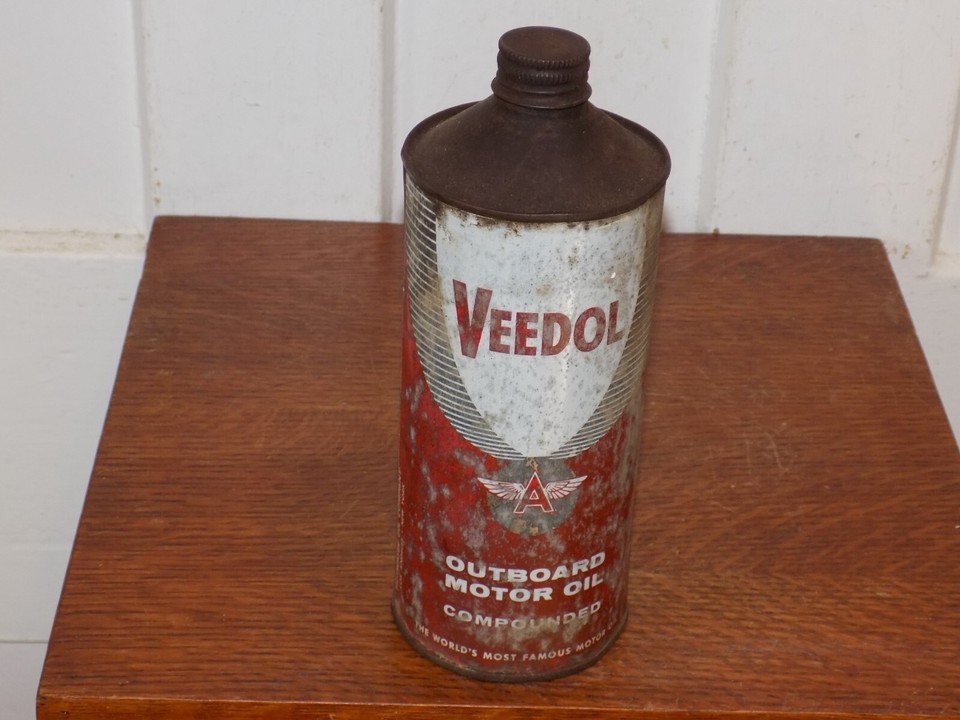 VEEDOL
A
OUTBOARD
MOTOR OIL
COMPOUNDED
THE WORLD'S MOST FAMOUS MOTOR